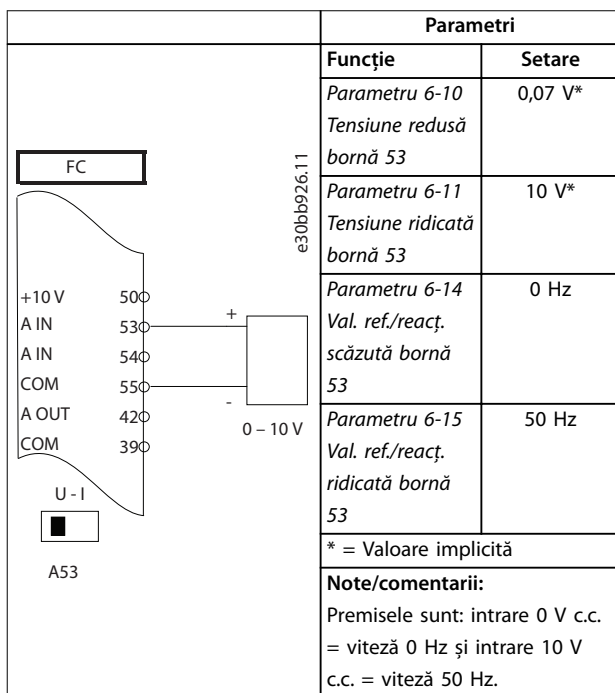 FC
e30bb926.11
+10 V 50
A IN 53
A IN 54
COM 55
A OUT 42
COM 39
+
-
0 – 10 V
U - I
A53
Parametri
Funcție Setare
Parametru 6-10 0,07 V*
Tensiune redusă
bornă 53
Parametru 6-11 10 V*
Tensiune ridicată
bornă 53
Parametru 6-14 0 Hz
Val. ref./reacț.
scăzută bornă
53
Parametru 6-15 50 Hz
Val. ref./reacț.
ridicată bornă
53
* = Valoare implicită
Note/comentarii:
Premisele sunt: intrare 0 V c.c.
= viteză 0 Hz și intrare 10 V
c.c. = viteză 50 Hz.